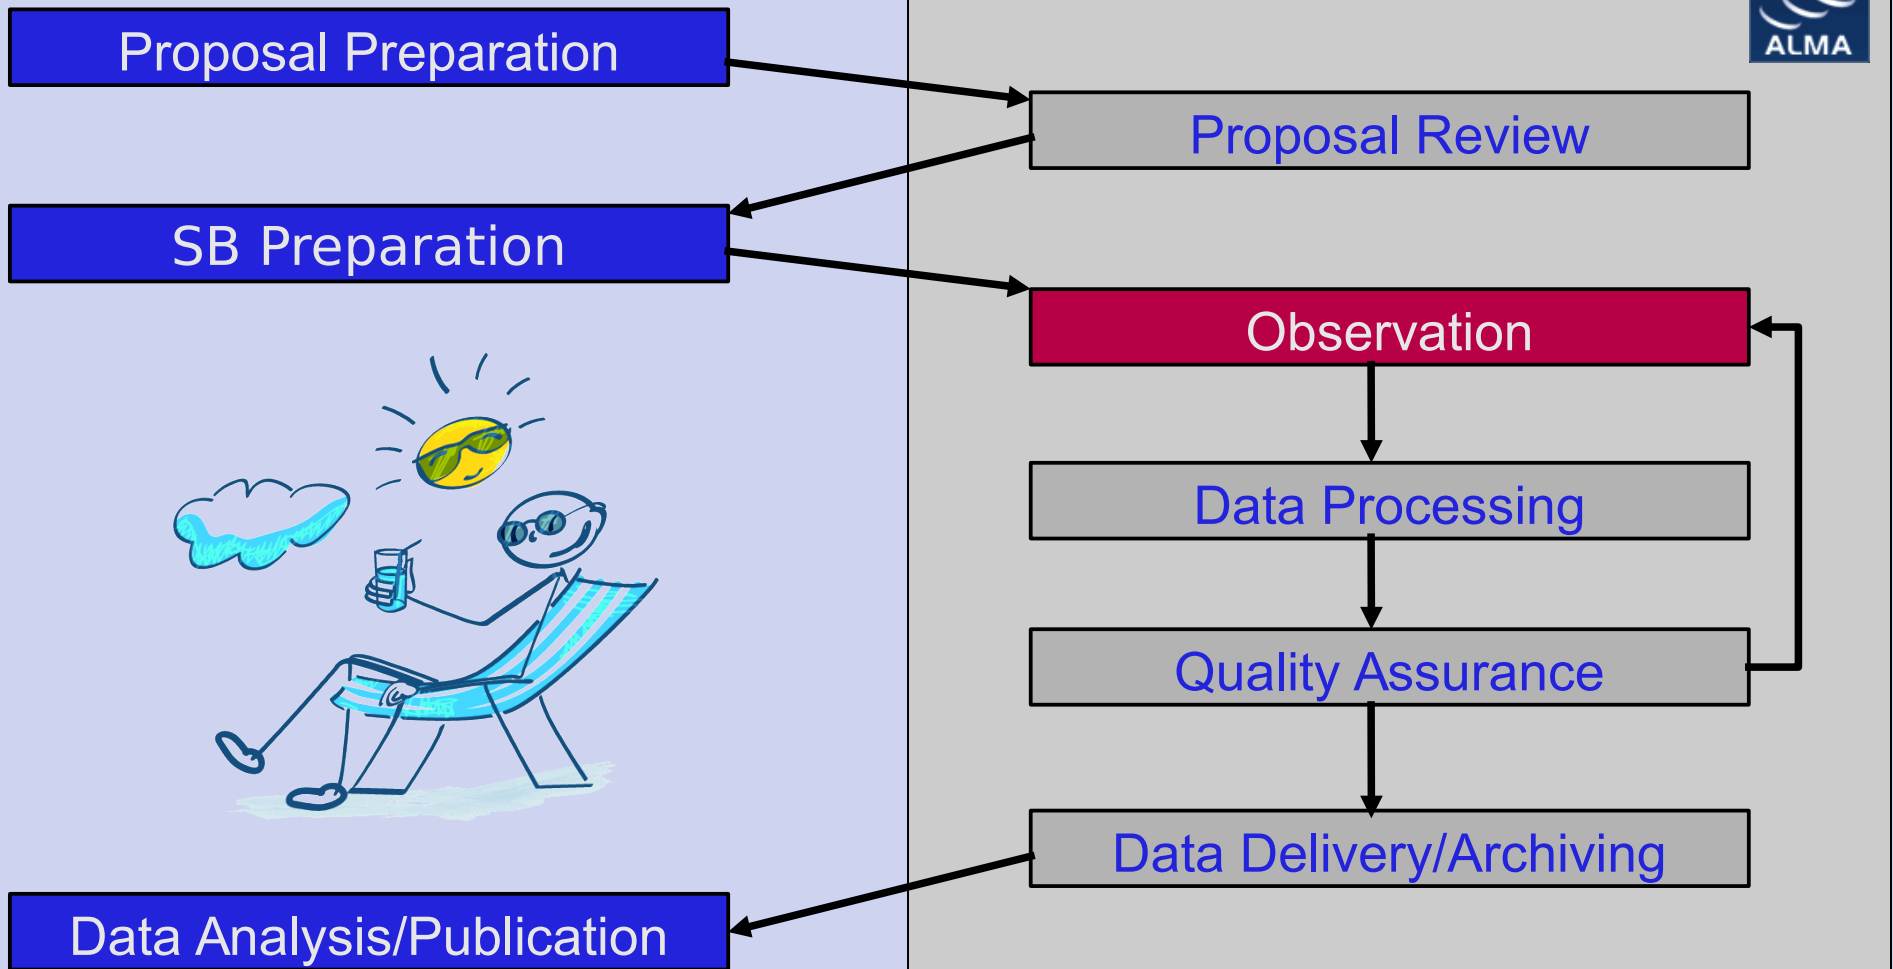 Proposal Preparation
ALMA
Proposal Review
SB Preparation
Observation
Data Processing
Quality Assurance
Data Delivery/Archiving
Data Analysis/Publication